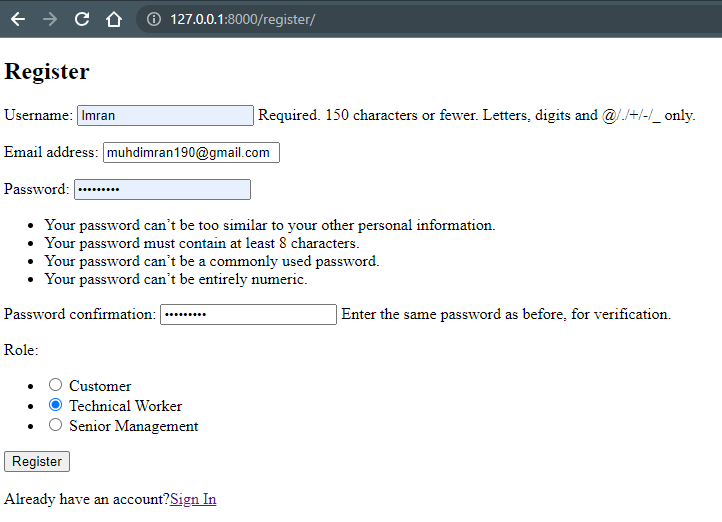 127.0.0.1:8000/register/
Register
Username: Imran Required. 150 characters or fewer. Letters, digits and @/./+/-/_ only.
Email address: muhdimran190@gmail.com
Password: •••••••••
• Your password can’t be too similar to your other personal information.
• Your password must contain at least 8 characters.
• Your password can’t be a commonly used password.
• Your password can’t be entirely numeric.
Password confirmation: ••••••••• Enter the same password as before, for verification.
Role:
• Customer
• Technical Worker
• Senior Management
Register
Already have an account?Sign In